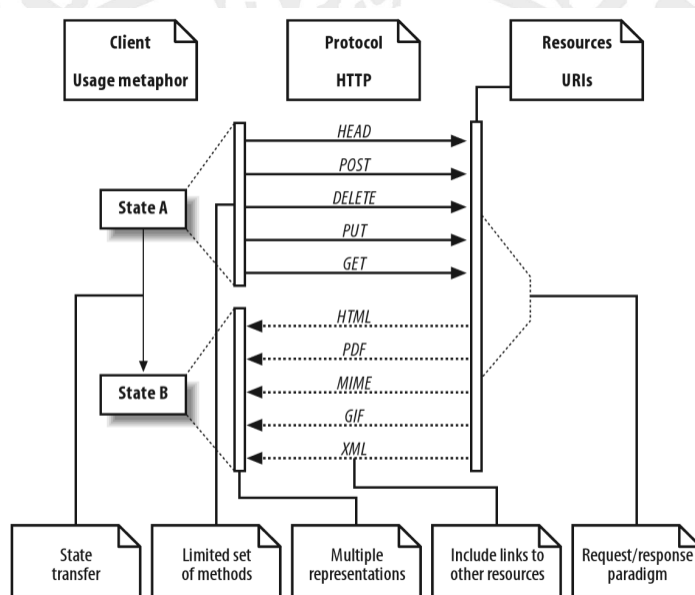 Client
Usage metaphor
Protocol
HTTP
Resources
URIs
HEAD
POST
DELETE
PUT
GET
State A
HTML
PDF
MIME
GIF
XML
State B
State
transfer
Limited set
of methods
Multiple
representations
Include links to
other resources
Request/response
paradigm